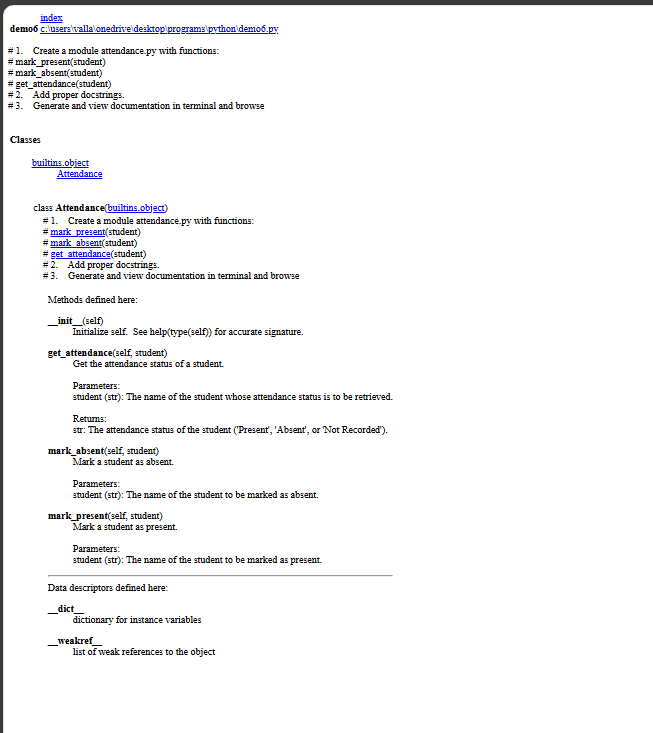 index
demo6 c:\users\valla\onedrive\desktop\programs\python\demo6.py
# 1.    Create a module attendance.py with functions:
# mark_present(student)
# mark_absent(student)
# get_attendance(student)
# 2.    Add proper docstrings.
# 3.    Generate and view documentation in terminal and browse
Classes
builtins.object
Attendance
class Attendance(builtins.object)
# 1.    Create a module attendance.py with functions:
# mark_present(student)
# mark_absent(student)
# get_attendance(student)
# 2.    Add proper docstrings.
# 3.    Generate and view documentation in terminal and browse
Methods defined here:
__init__(self)
Initialize self.  See help(type(self)) for accurate signature.
get_attendance(self, student)
Get the attendance status of a student.
Parameters:
student (str): The name of the student whose attendance status is to be retrieved.
Returns:
str: The attendance status of the student ('Present', 'Absent', or 'Not Recorded').
mark_absent(self, student)
Mark a student as absent.
Parameters:
student (str): The name of the student to be marked as absent.
mark_present(self, student)
Mark a student as present.
Parameters:
student (str): The name of the student to be marked as present.
Data descriptors defined here:
__dict__
dictionary for instance variables
__weakref__
list of weak references to the object